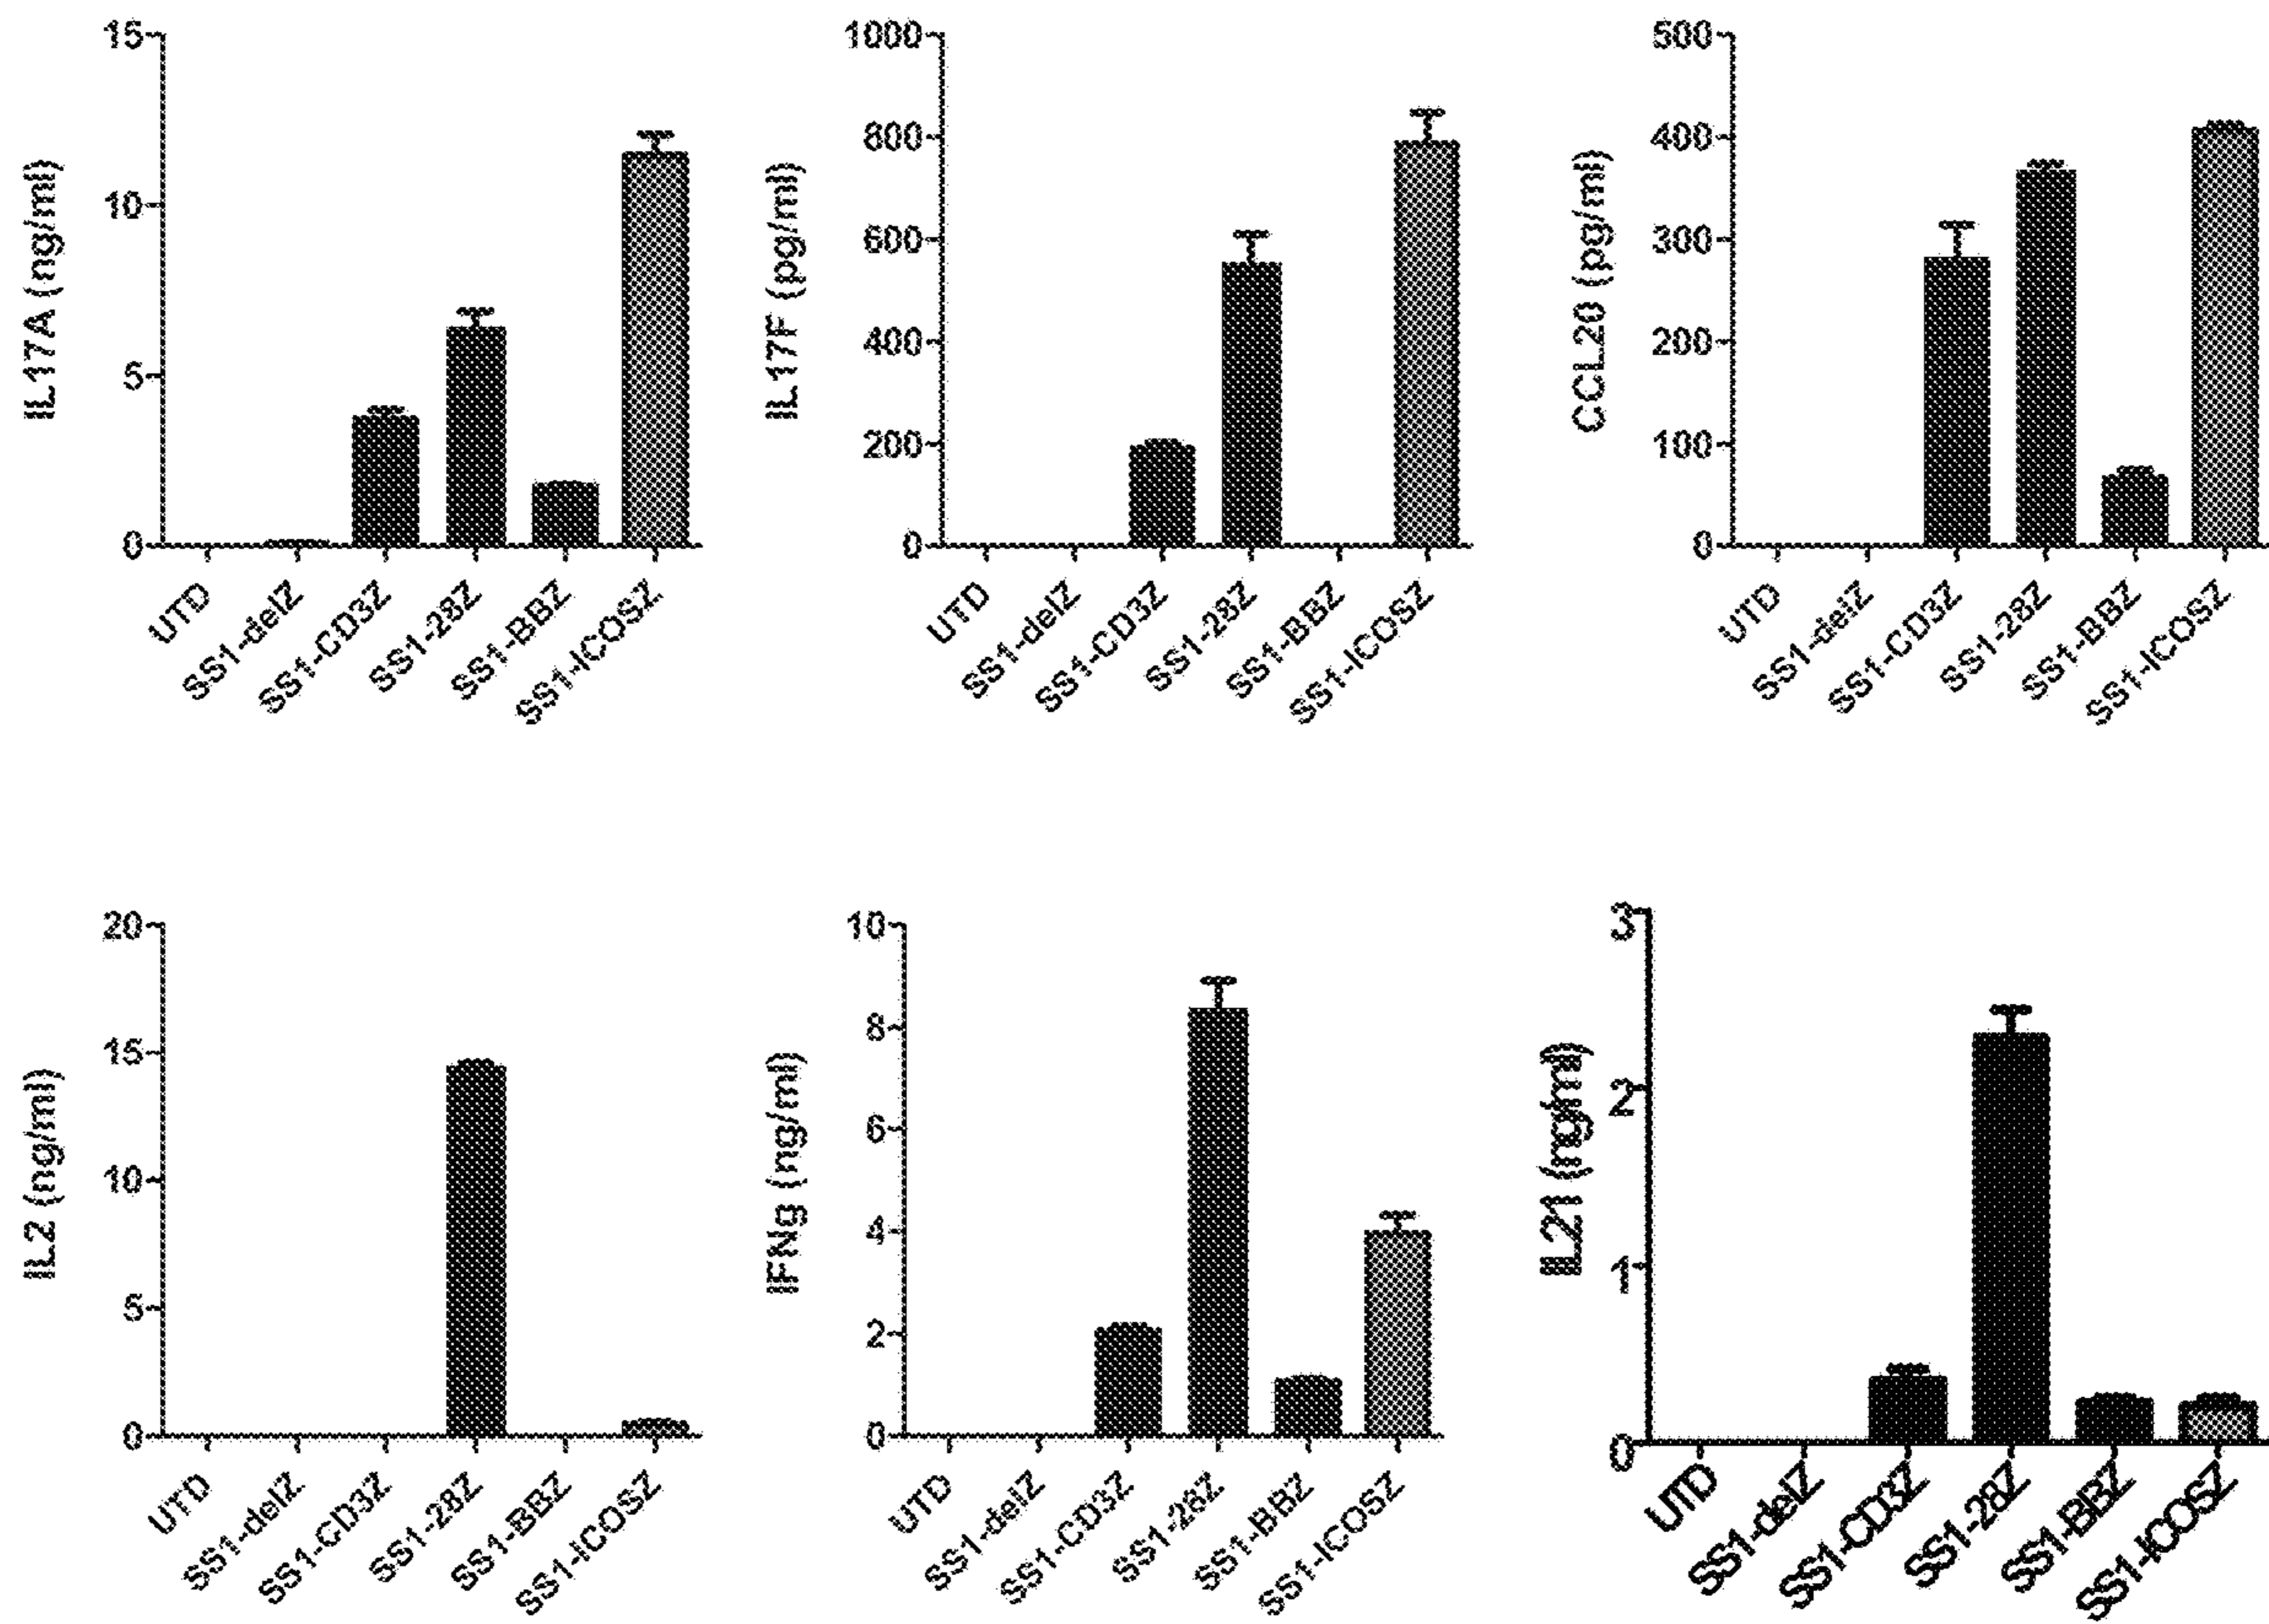 IL17A (ng/ml)
15
10
5
0
UTD
SS1-delZ
SS1-CD3Z
SS1-28Z
SS1-BBZ
SS1-ICOSZ
IL17F (pg/ml)
1000
800
600
400
200
0
UTD
SS1-delZ
SS1-CD3Z
SS1-28Z
SS1-BBZ
SS1-ICOSZ
CCL20 (pg/ml)
500
400
300
200
100
0
UTD
SS1-delZ
SS1-CD3Z
SS1-28Z
SS1-BBZ
SS1-ICOSZ
IL2 (ng/ml)
20
15
10
5
0
UTD
SS1-delZ
SS1-CD3Z
SS1-28Z
SS1-BBZ
SS1-ICOSZ
IFNg (ng/ml)
10
8
6
4
2
0
UTD
SS1-delZ
SS1-CD3Z
SS1-28Z
SS1-BBZ
SS1-ICOSZ
IL21 (ng/ml)
3
2
1
0
UTD
SS1-delZ
SS1-CD3Z
SS1-28Z
SS1-BBZ
SS1-ICOSZ